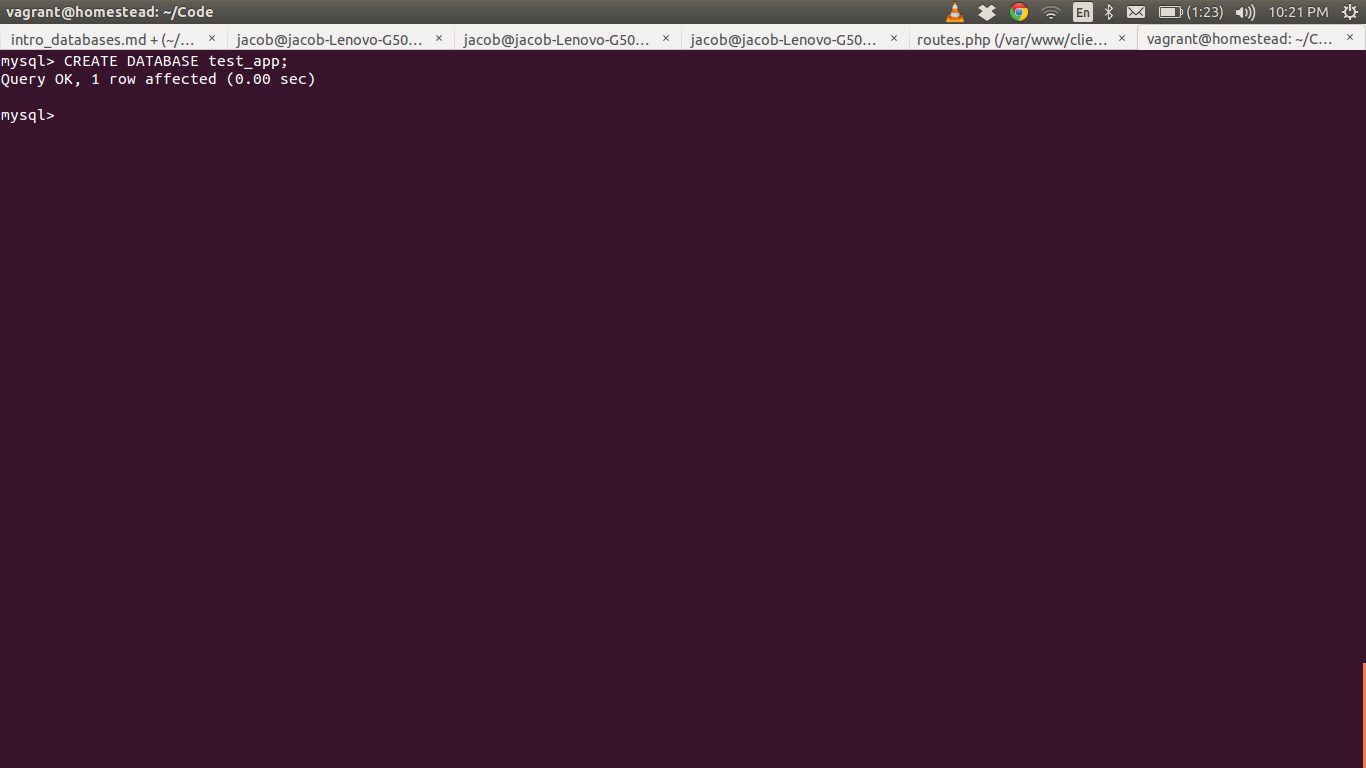 vagrant@homestead: ~/Code
En
(1:23)
10:21 PM
intro_databases.md + (~/...
jacob@jacob-Lenovo-G50...
jacob@jacob-Lenovo-G50...
jacob@jacob-Lenovo-G50...
routes.php (/var/www/clie...
vagrant@homestead: ~/C...
mysql> CREATE DATABASE test_app;
Query OK, 1 row affected (0.00 sec)
mysql>